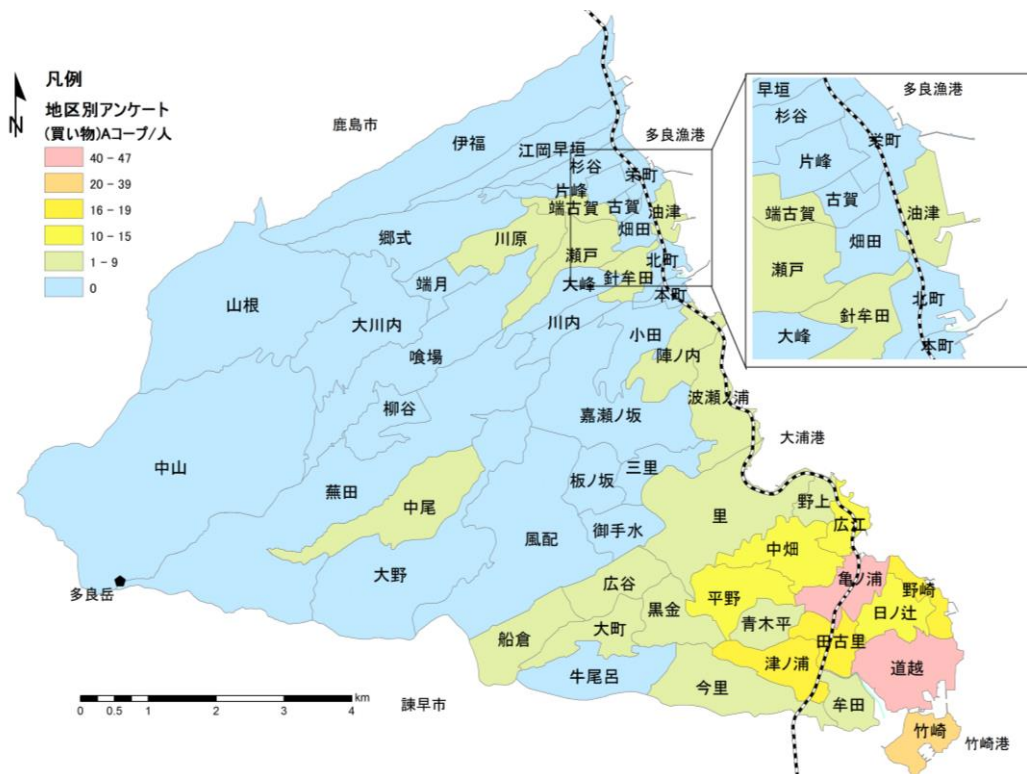 凡例
地区別アンケート
(買い物)Aコープ/人
40 - 47
20 - 39
16 - 19
10 - 15
1 - 9
0
N
鹿島市
多良漁港
伊福
江岡
早垣
杉谷
栄町
片峰
端古賀
古賀
油津
畑田
郷式
川原
瀬戸
北町
針牟田
大峰
本町
端月
山根
大川内
川内
小田
喰場
陣ノ内
波瀬ノ浦
柳谷
嘉瀬ノ坂
大浦港
中山
三里
蕪田
板ノ坂
中尾
里
野上
広江
御手水
風配
中畑
大野
多良岳
広谷
亀ノ浦
野崎
平野
黒金
日ノ辻
青木平
大町
船倉
田古里
津ノ浦
道越
牛尾呂
今里
牟田
竹崎
竹崎港
諫早市
km
0 0.5 1 2 3 4
早垣
多良漁港
杉谷
栄町
片峰
古賀
端古賀
油津
畑田
瀬戸
北町
針牟田
大峰
本町